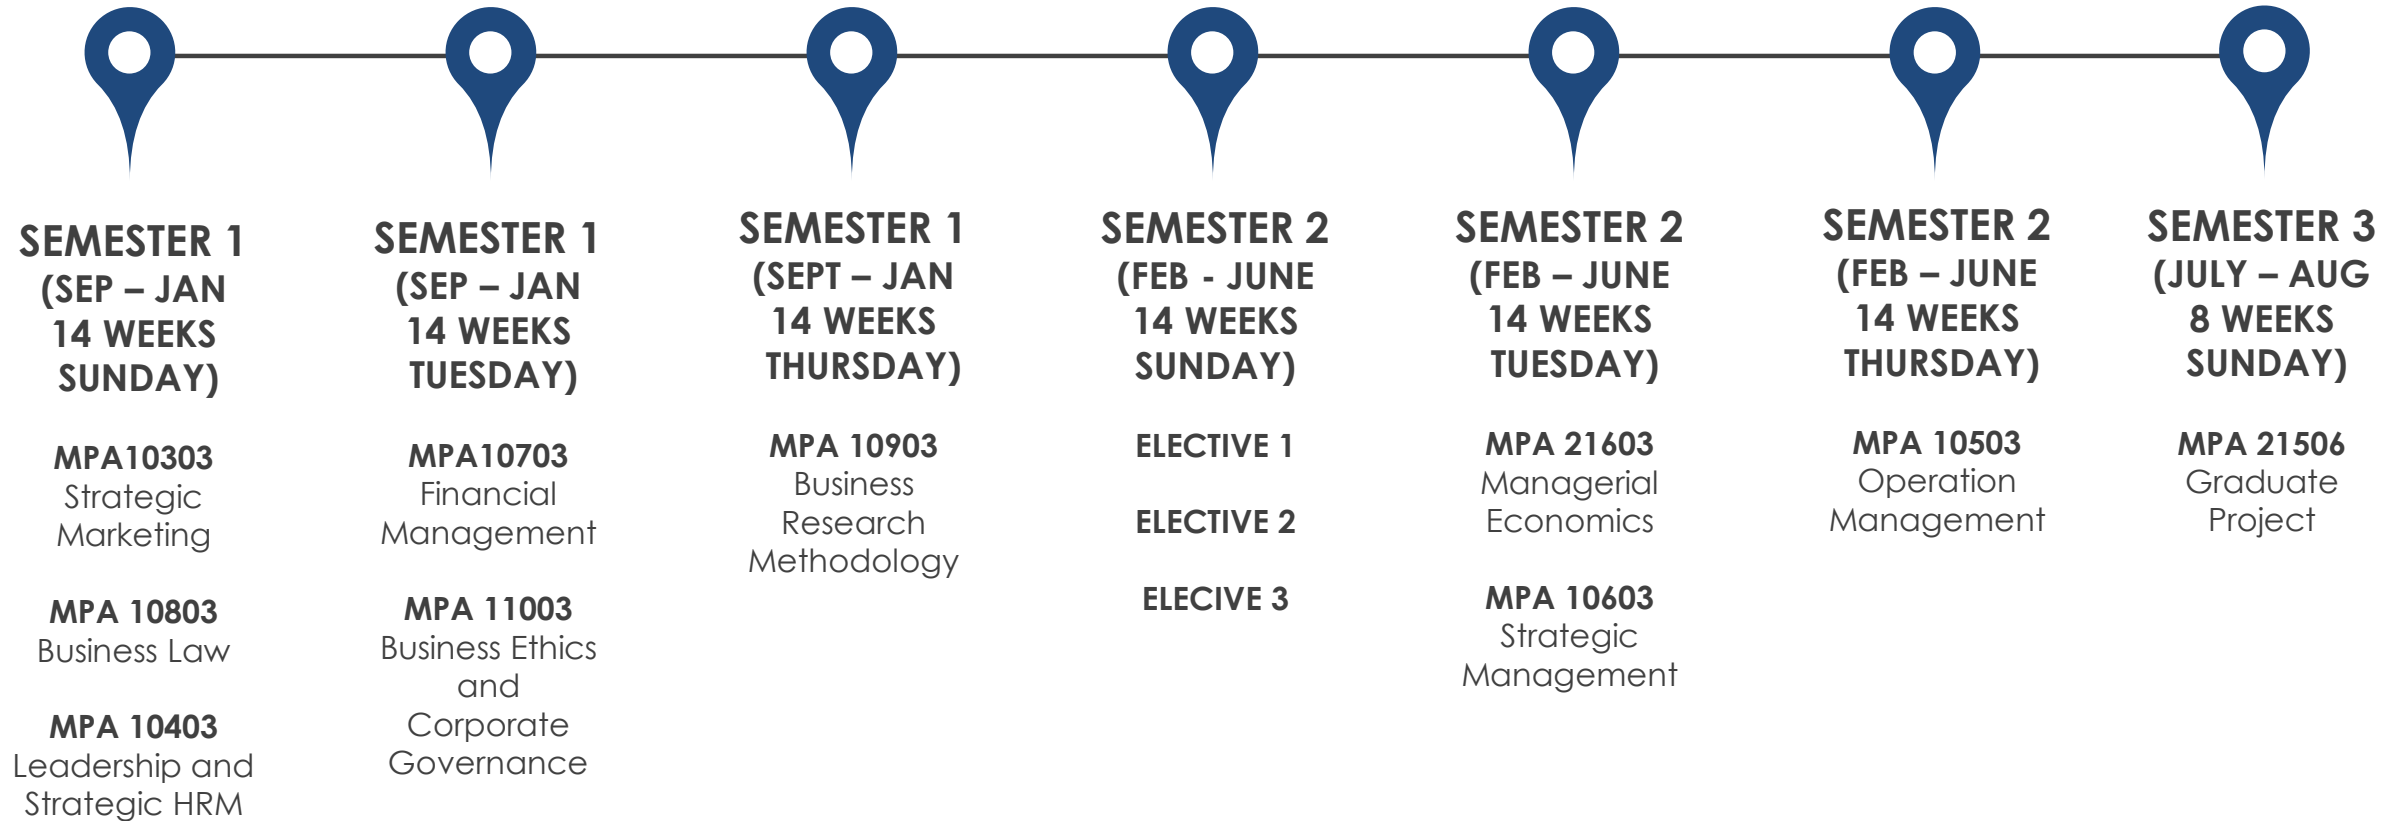 SEMESTER 1
(SEP – JAN
14 WEEKS
SUNDAY)
MPA10303
Strategic
Marketing
MPA 10803
Business Law
MPA 10403
Leadership and
Strategic HRM
SEMESTER 1
(SEP – JAN
14 WEEKS
TUESDAY)
MPA10703
Financial
Management
MPA 11003
Business Ethics
and
Corporate
Governance
SEMESTER 1
(SEPT – JAN
14 WEEKS
THURSDAY)
MPA 10903
Business
Research
Methodology
SEMESTER 2
(FEB - JUNE
14 WEEKS
SUNDAY)
ELECTIVE 1
ELECTIVE 2
ELECIVE 3
SEMESTER 2
(FEB – JUNE
14 WEEKS
TUESDAY)
MPA 21603
Managerial
Economics
MPA 10603
Strategic
Management
SEMESTER 2
(FEB – JUNE
14 WEEKS
THURSDAY)
MPA 10503
Operation
Management
SEMESTER 3
(JULY – AUG
8 WEEKS
SUNDAY)
MPA 21506
Graduate
Project